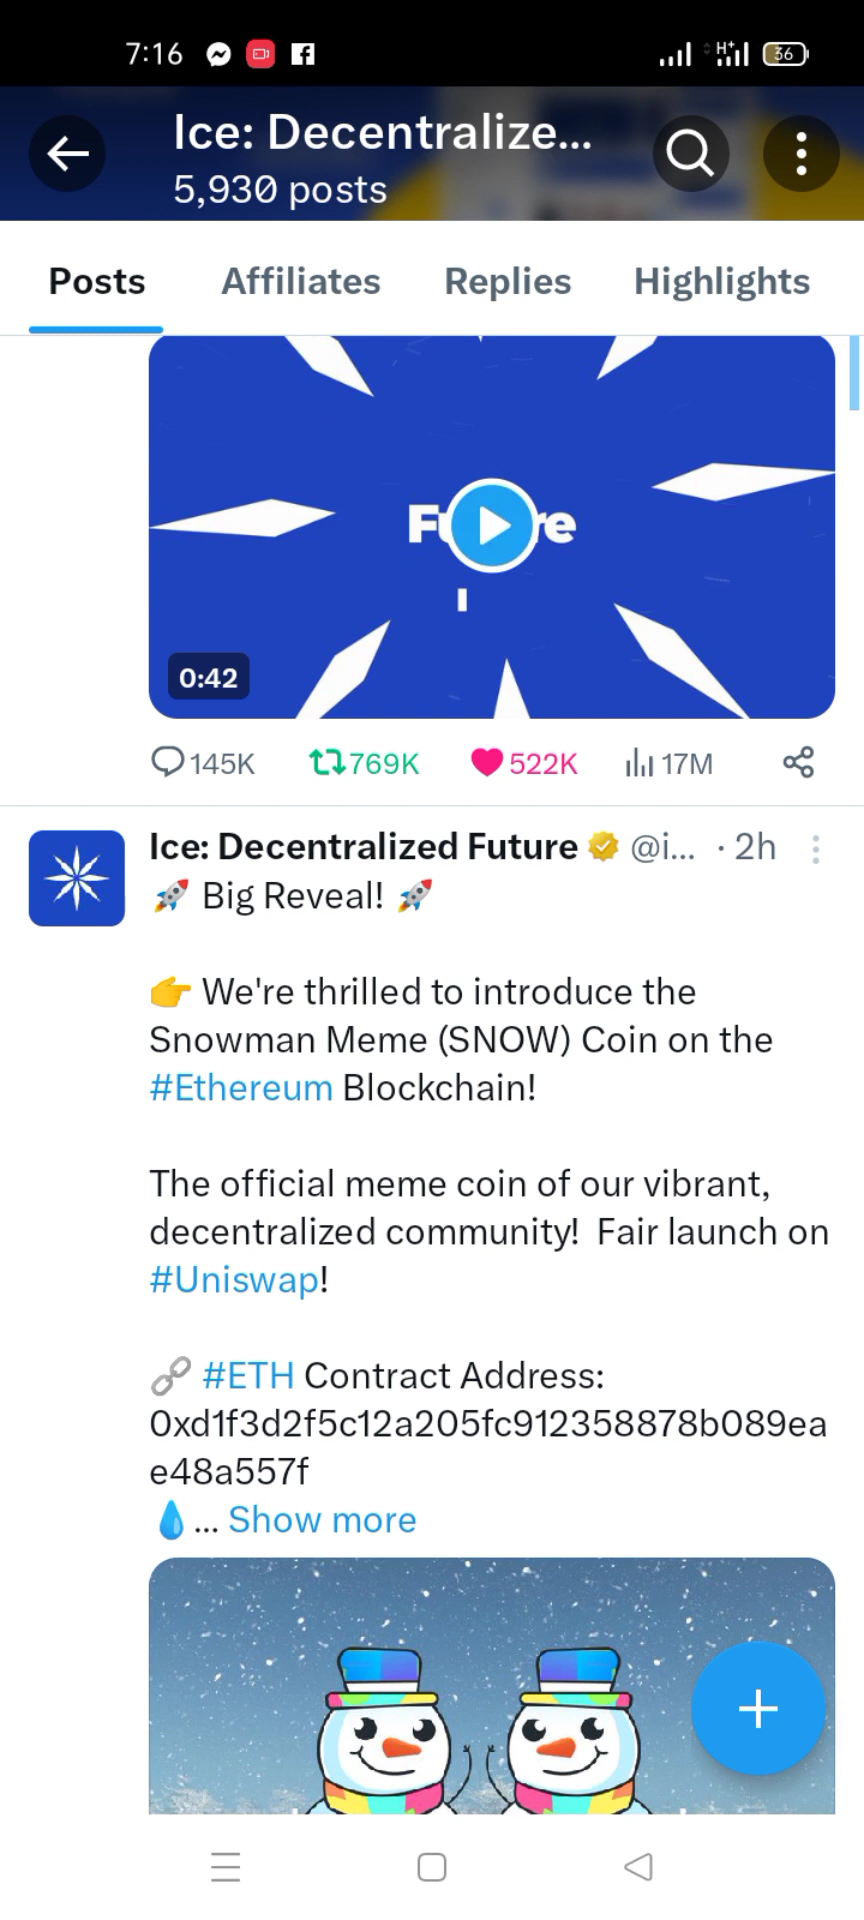 7:16
H+
36
Ice: Decentralize...
5,930 posts
Posts Affiliates Replies Highlights
0:42
145K 769K 522K 17M
Ice: Decentralized Future @i... · 2h
🚀 Big Reveal! 🚀
👉 We're thrilled to introduce the
Snowman Meme (SNOW) Coin on the
#Ethereum Blockchain!
The official meme coin of our vibrant,
decentralized community! Fair launch on
#Uniswap!
🔗 #ETH Contract Address:
0xd1f3d2f5c12a205fc912358878b089ea
e48a557f
💧... Show more